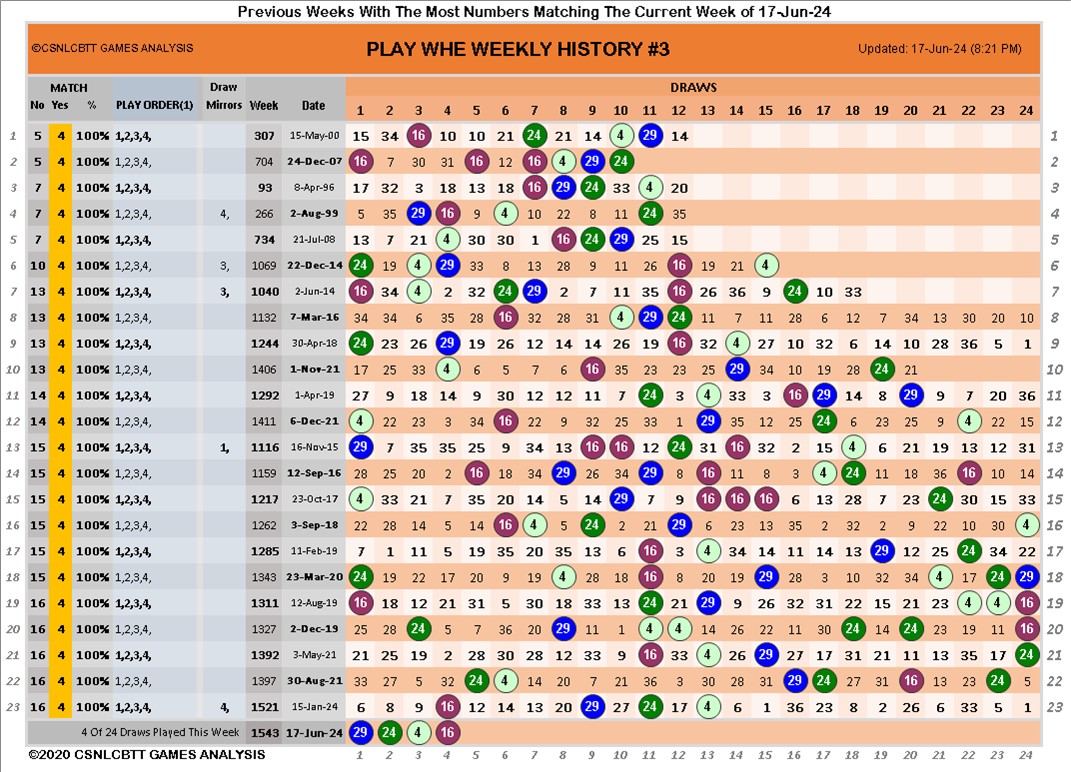 Previous Weeks With The Most Numbers Matching The Current Week of 17-Jun-24
©CSNLCBTT GAMES ANALYSIS PLAY WHE WEEKLY HISTORY #3 Updated: 17-Jun-24 (8:21 PM)
MATCH Draw DRAWS
No Yes % PLAY ORDER(1) Mirrors Week Date 1 2 3 4 5 6 7 8 9 10 11 12 13 14 15 16 17 18 19 20 21 22 23 24
1 5 4 100% 1,2,3,4, 307 15-May-00 15 34 16 10 10 21 24 21 14 4 29 14 1
2 5 4 100% 1,2,3,4, 704 24-Dec-07 16 7 30 31 16 12 16 4 29 24 2
3 7 4 100% 1,2,3,4, 93 8-Apr-96 17 32 3 18 13 18 16 29 24 33 4 20 3
4 7 4 100% 1,2,3,4, 4, 266 2-Aug-99 5 35 29 16 9 4 10 22 8 11 24 35 4
5 7 4 100% 1,2,3,4, 734 21-Jul-08 13 7 21 4 30 30 1 16 24 29 25 15 5
6 10 4 100% 1,2,3,4, 3, 1069 22-Dec-14 24 19 4 29 33 8 13 28 9 11 26 16 19 21 4 6
7 13 4 100% 1,2,3,4, 3, 1040 2-Jun-14 16 34 4 2 32 24 29 2 7 11 35 16 26 36 9 24 10 33 7
8 13 4 100% 1,2,3,4, 1132 7-Mar-16 34 34 6 35 28 16 32 28 31 4 29 24 11 7 11 28 6 12 7 34 13 30 20 10 8
9 13 4 100% 1,2,3,4, 1244 30-Apr-18 24 23 26 29 19 26 12 14 14 26 19 16 34 4 27 10 32 6 14 10 28 36 5 1 9
10 13 4 100% 1,2,3,4, 1406 1-Nov-21 17 25 33 4 6 5 7 6 16 35 23 23 25 29 34 10 19 28 24 21 10
11 14 4 100% 1,2,3,4, 1292 1-Apr-19 27 9 18 14 9 30 12 12 11 7 24 3 4 33 3 16 29 14 8 29 9 7 20 36 11
12 14 4 100% 1,2,3,4, 1411 6-Dec-21 4 22 23 3 34 16 22 9 32 25 33 1 29 35 12 25 24 6 23 25 9 4 22 15 12
13 15 4 100% 1,2,3,4, 1, 1116 16-Nov-15 29 7 35 35 25 9 34 13 16 16 12 24 31 16 32 2 15 4 6 21 19 13 12 31 13
14 15 4 100% 1,2,3,4, 1159 12-Sep-16 28 25 20 2 16 18 34 29 26 34 29 8 16 11 8 3 4 24 11 18 36 16 28 10 14
15 15 4 100% 1,2,3,4, 1217 23-Oct-17 4 33 21 7 35 20 14 5 14 29 7 9 16 16 16 6 13 28 7 23 24 30 15 33 15
16 15 4 100% 1,2,3,4, 1262 3-Sep-18 22 28 14 5 14 16 4 5 24 2 21 29 6 23 13 35 2 32 2 9 22 10 30 4 16
17 15 4 100% 1,2,3,4, 1285 11-Feb-19 7 1 11 5 19 35 20 35 13 6 16 3 4 34 14 11 14 13 29 12 25 24 34 22 17
18 15 4 100% 1,2,3,4, 1343 23-Mar-20 24 19 22 17 20 9 19 4 28 18 16 8 20 19 29 3 10 32 34 21 4 17 24 29 18
19 16 4 100% 1,2,3,4, 1311 12-Aug-19 16 18 12 21 31 5 30 18 33 13 24 21 29 9 26 32 31 22 15 21 23 4 4 16 19
20 16 4 100% 1,2,3,4, 1327 2-Dec-19 25 28 24 5 7 36 20 29 11 1 4 4 14 26 22 11 30 24 14 24 23 19 11 16 20
21 16 4 100% 1,2,3,4, 1392 3-May-21 21 25 19 2 28 30 28 12 33 9 16 33 4 26 29 27 17 31 21 11 13 35 17 24 21
22 16 4 100% 1,2,3,4, 1397 30-Aug-21 33 27 5 32 24 4 14 20 7 21 36 3 30 28 31 29 24 27 31 16 23 23 24 5 22
23 16 4 100% 1,2,3,4, 4, 1521 15-Jan-24 6 8 9 16 12 14 13 20 29 27 24 17 4 6 1 36 23 8 2 26 6 33 5 1 23
4 Of 24 Draws Played This Week 1543 17-Jun-24 29 24 4 16
©2020 CSNLCBTT GAMES ANALYSIS 1 2 3 4 5 6 7 8 9 10 11 12 13 14 15 16 17 18 19 20 21 22 23 24